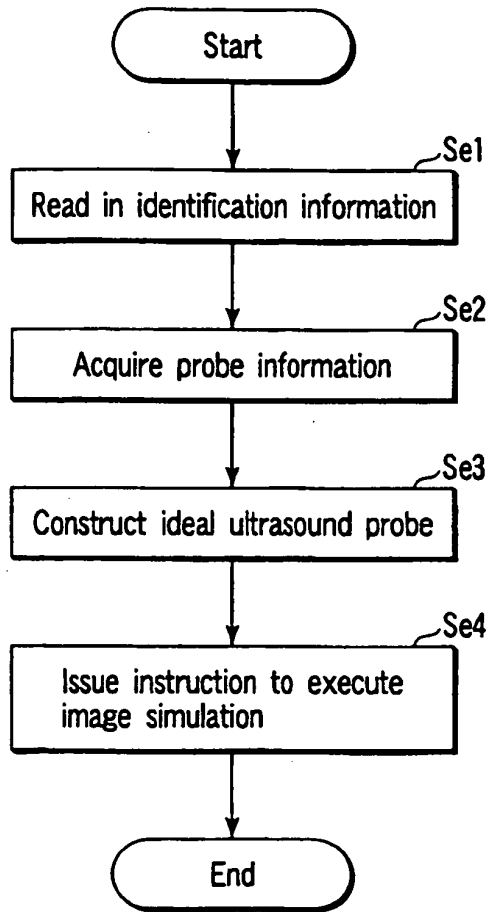 Start
Se1
Read in identification information
Se2
Acquire probe information
Se3
Construct ideal ultrasound probe
Se4
Issue instruction to execute
image simulation
End